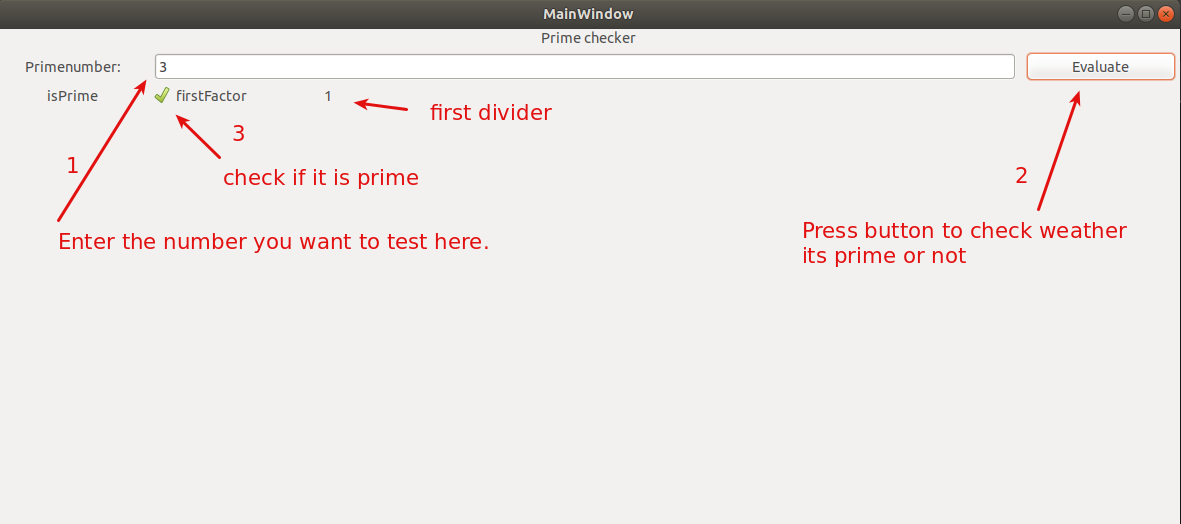 MainWindow
Prime checker
Primenumber: 3 Evaluate
isPrime firstFactor 1
first divider
3
1
check if it is prime
2
Enter the number you want to test here.
Press button to check weather
its prime or not